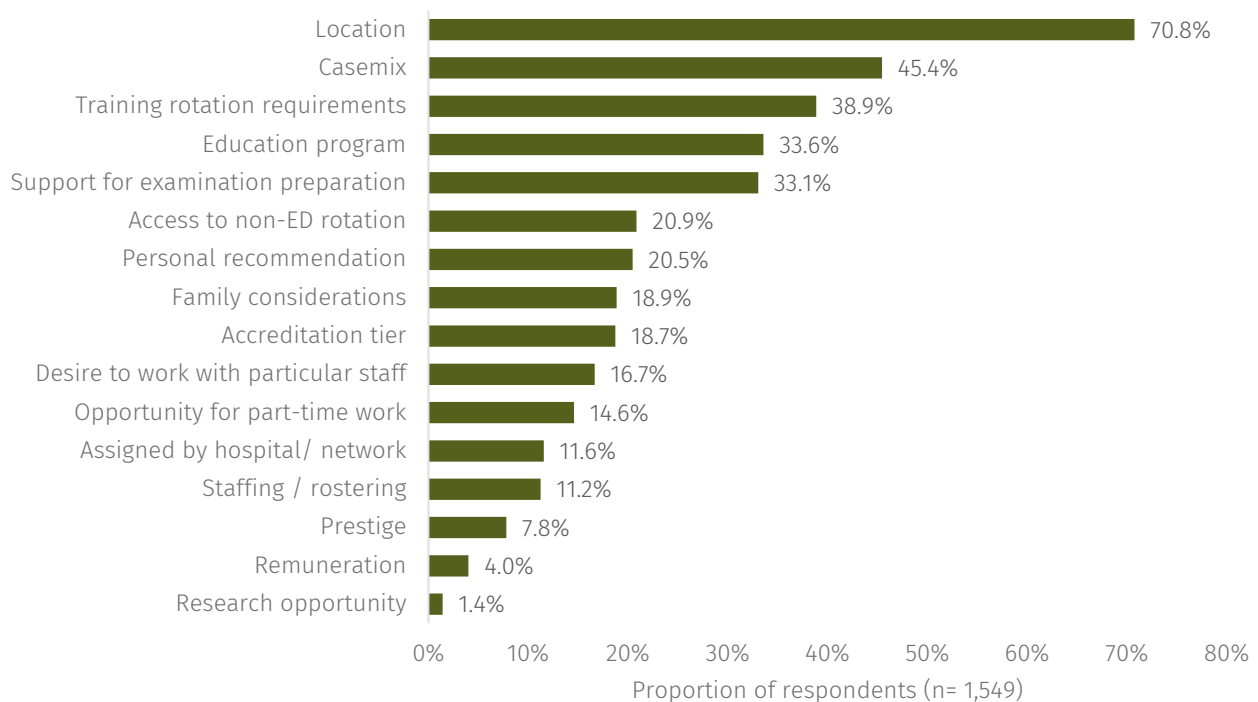 Location 70.8%
Casemix 45.4%
Training rotation requirements 38.9%
Education program 33.6%
Support for examination preparation 33.1%
Access to non-ED rotation 20.9%
Personal recommendation 20.5%
Family considerations 18.9%
Accreditation tier 18.7%
Desire to work with particular staff 16.7%
Opportunity for part-time work 14.6%
Assigned by hospital/ network 11.6%
Staffing / rostering 11.2%
Prestige 7.8%
Remuneration 4.0%
Research opportunity 1.4%
0% 10% 20% 30% 40% 50% 60% 70% 80%
Proportion of respondents (n= 1,549)